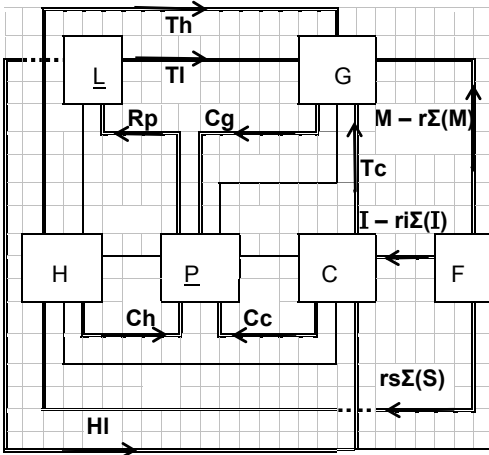 Th
L
Tl
G
Rp
Cg
M – rΣ(M)
Tc
I – riΣ(I)
H
P
C
F
Ch
Cc
rsΣ(S)
Hl